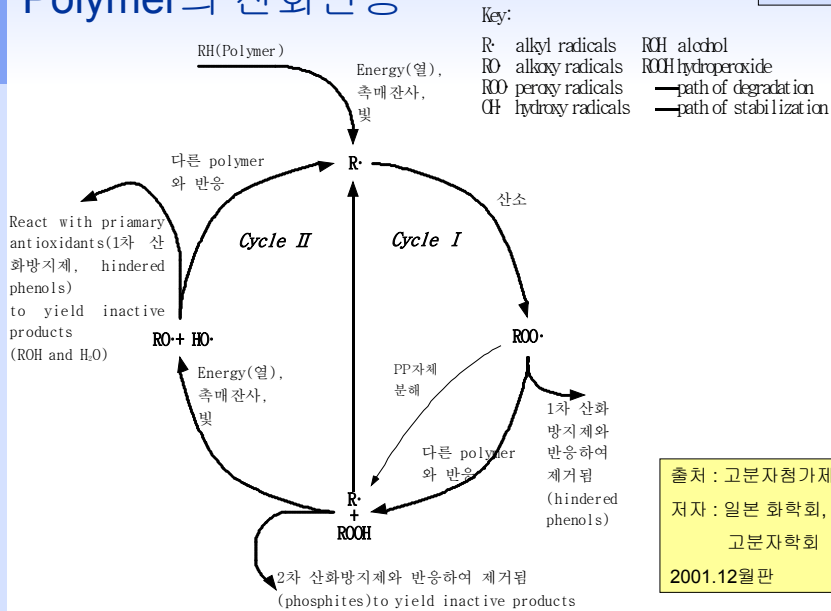 Polymer의 산화반응
Key:
R· alkyl radicals ROH alcohol
RO· alkoxy radicals ROOH hydroperoxide
ROO· peroxy radicals —path of degradation
OH· hydroxy radicals —path of stabilization
RH(Polymer)
Energy(열),
촉매잔사,
빛
R·
다른 polymer
와 반응
산소
React with priamary
antioxidants(1차 산
화방지제, hindered
phenols)
to yield inactive
products
(ROH and H₂O)
Cycle II
Cycle I
RO·+ HO·
ROO·
Energy(열),
촉매잔사,
빛
PP자체
분해
1차 산화
방지제와
반응하여
제거됨
(hindered
phenols)
다른 polymer
와 반응
R·
+
ROOH
2차 산화방지제와 반응하여 제거됨
(phosphites)to yield inactive products
출처 : 고분자첨가제
저자 : 일본 화학회,
고분자학회
2001.12월판